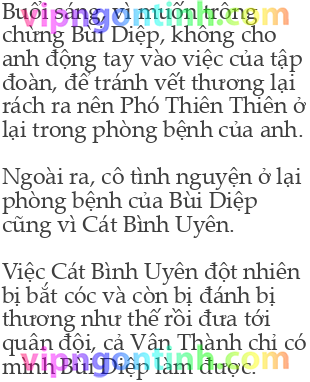 Buổi sáng, vì muốn trông
vipngontinh.com
chừng Bùi Diệp, không cho
anh động tay vào việc của tập
đoàn, để tránh vết thương lại
rách ra nên Phó Thiên Thiên ở
lại trong phòng bệnh của anh.
Ngoài ra, cô tình nguyện ở lại
phòng bệnh của Bùi Diệp
cũng vì Cát Bình Uyên.
Việc Cát Bình Uyên đột nhiên
bị bắt cóc và còn bị đánh bị
thương như thế rồi đưa tới
quân đội, cả Vân Thành chỉ có
vipngontinh.com
mình Bùi Diệp làm được.